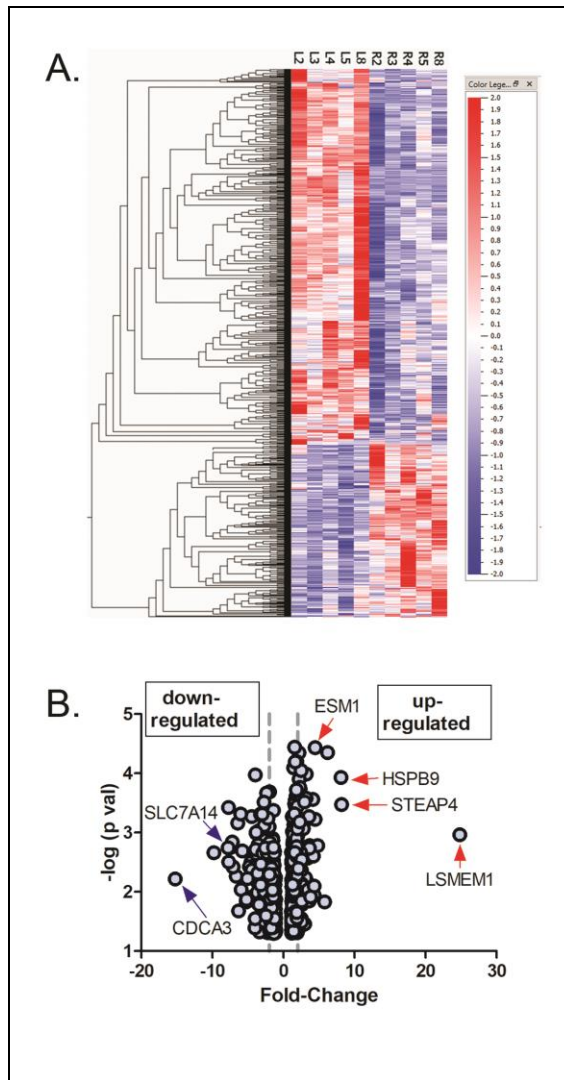 A.
L2 L3 L4 L5 L8 R2 R3 R4 R5 R8
Color Lege...
2.0
1.9
1.8
1.7
1.6
1.5
1.4
1.3
1.2
1.1
1.0
0.9
0.8
0.7
0.6
0.5
0.4
0.3
0.2
0.1
0.0
-0.1
-0.2
-0.3
-0.4
-0.5
-0.6
-0.7
-0.8
-0.9
-1.0
-1.1
-1.2
-1.3
-1.4
-1.5
-1.6
-1.7
-1.8
-1.9
-2.0
B.
down-
regulated
ESM1
up-
regulated
5
4
3
2
1
-log (p val)
HSPB9
STEAP4
SLC7A14
LSMEM1
CDCA3
-20 -10 0 10 20 30
Fold-Change